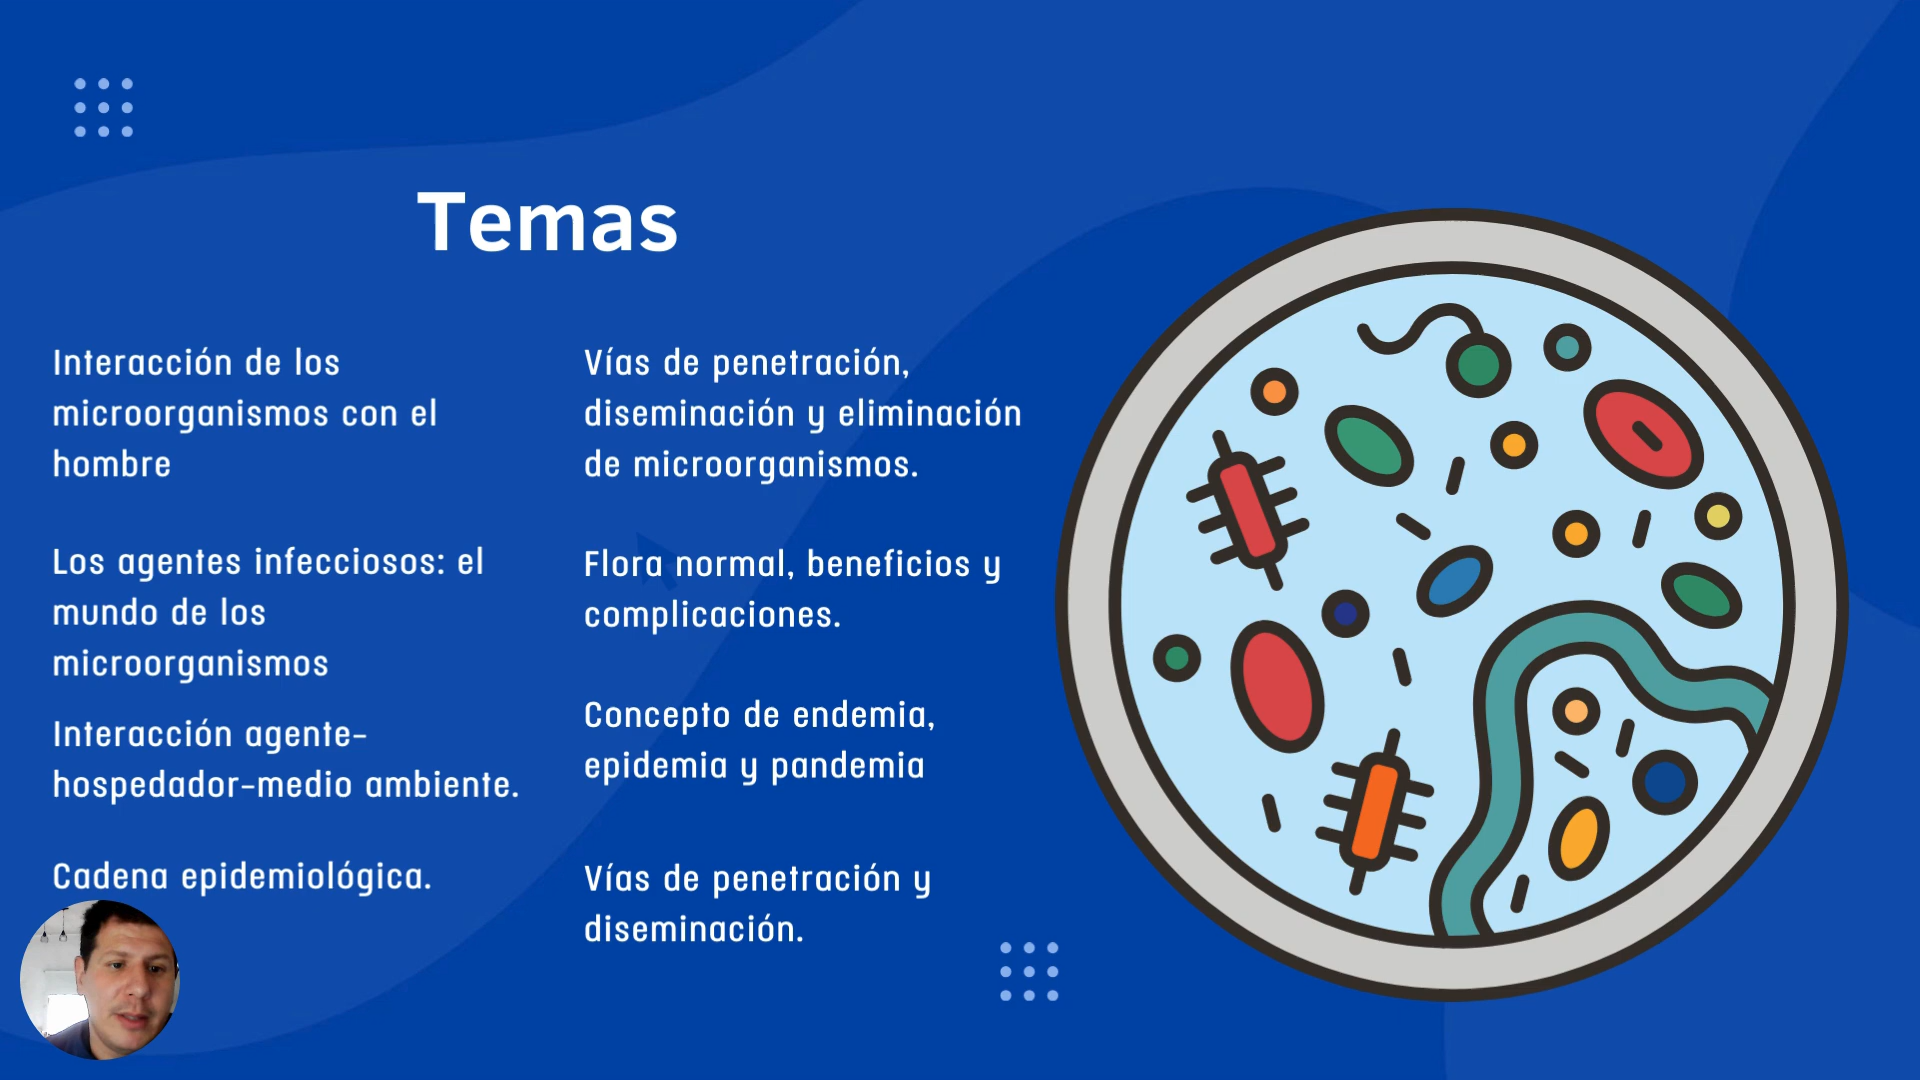 Temas
Interacción de los
microorganismos con el
hombre
Los agentes infecciosos: el
mundo de los
microorganismos
Interacción agente-
hospedador-medio ambiente.
Cadena epidemiológica.
Vías de penetración,
diseminación y eliminación
de microorganismos.
Flora normal, beneficios y
complicaciones.
Concepto de endemia,
epidemia y pandemia
Vías de penetración y
diseminación.